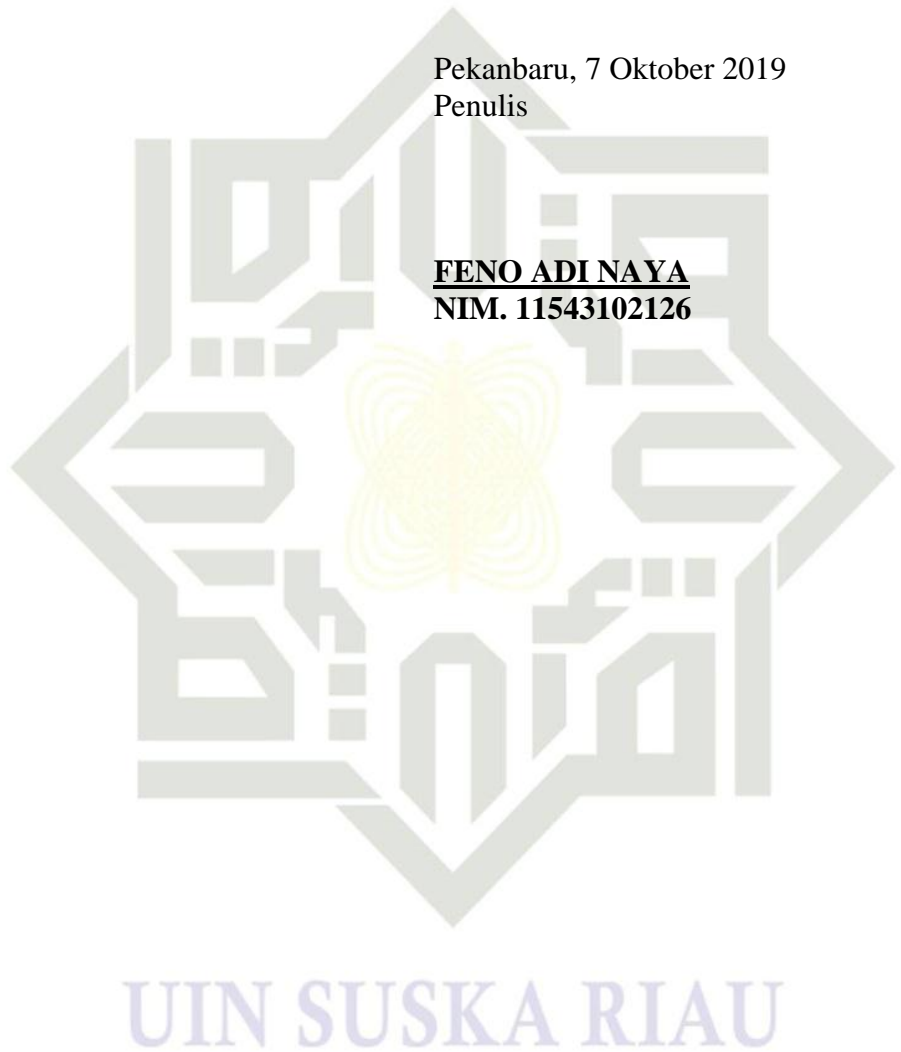 Pekanbaru, 7 Oktober 2019
Penulis
FENO ADI NAYA
NIM. 11543102126
UIN SUSKA RIAU